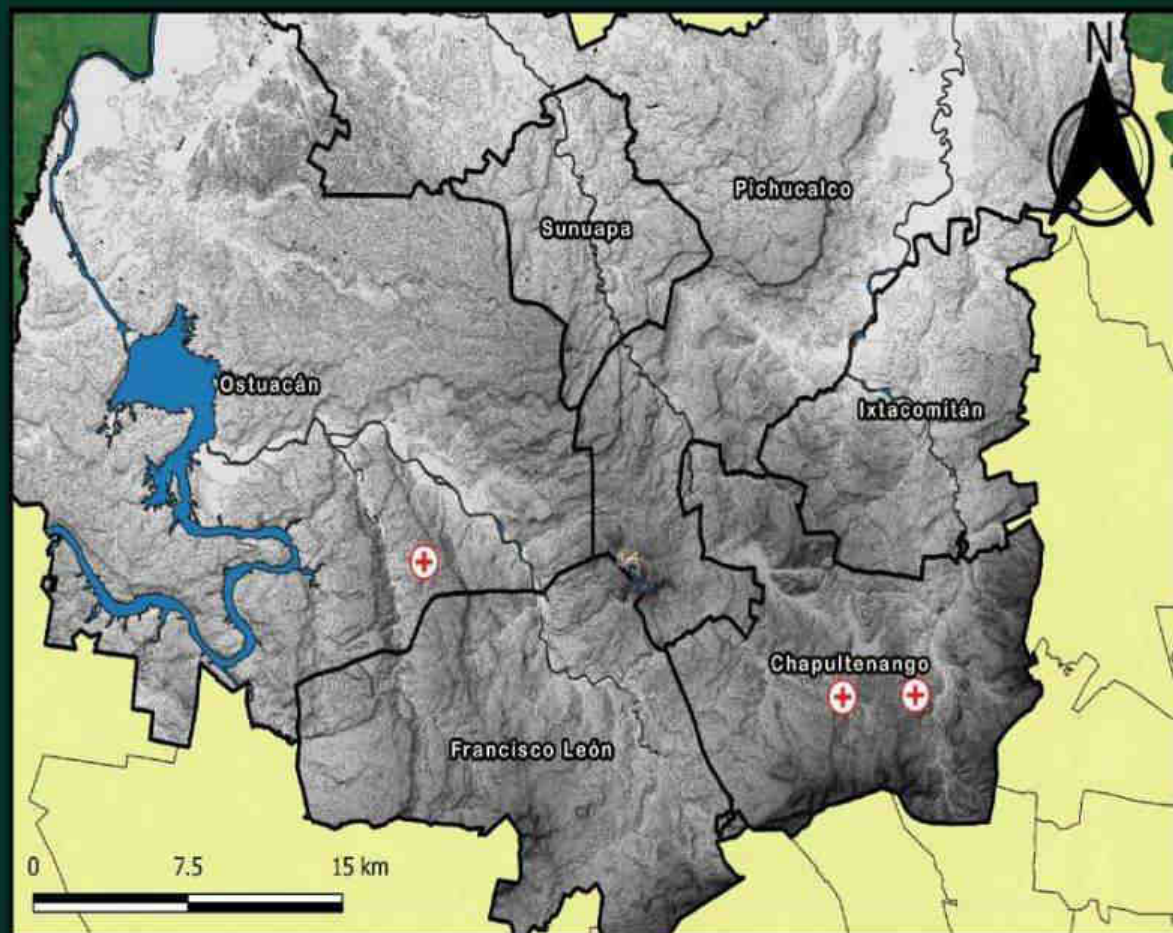 N
Pichucalco
Sunuapa
Ostuacán
Ixtacomitán
Chapultenango
Francisco León
0 7.5 15 km